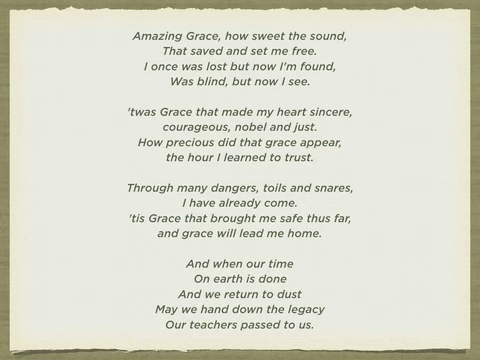 Amazing Grace, how sweet the sound,
That saved and set me free.
I once was lost but now I'm found,
Was blind, but now I see.
'twas Grace that made my heart sincere,
courageous, nobel and just.
How precious did that grace appear,
the hour I learned to trust.
Through many dangers, toils and snares,
I have already come.
'tis Grace that brought me safe thus far,
and grace will lead me home.
And when our time
On earth is done
And we return to dust
May we hand down the legacy
Our teachers passed to us.